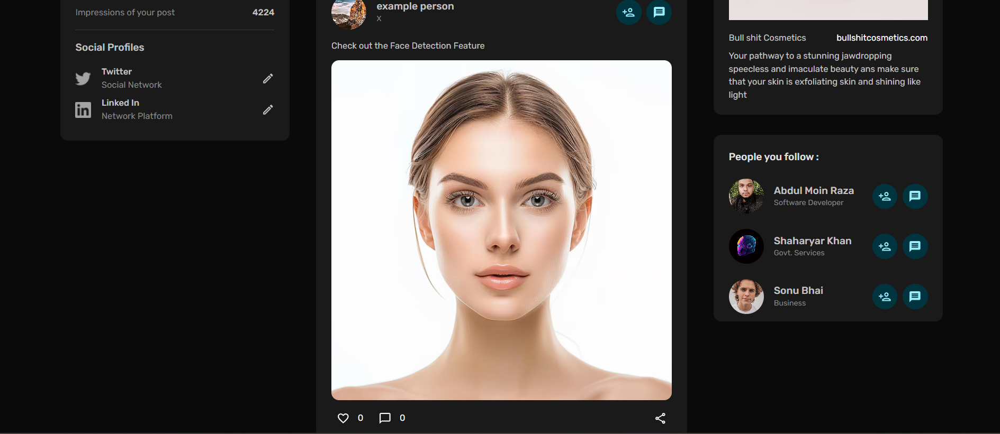 Impressions of your post 4224
Social Profiles
Twitter
Social Network
Linked In
Network Platform
example person
X
Check out the Face Detection Feature
0 0
Bull shit Cosmetics bullshitcosmetics.com
Your pathway to a stunning jawdropping
speecless and imaculate beauty ans make sure
that your skin is exfoliating skin and shining like
light
People you follow :
Abdul Moin Raza
Software Developer
Shaharyar Khan
Govt. Services
Sonu Bhai
Business